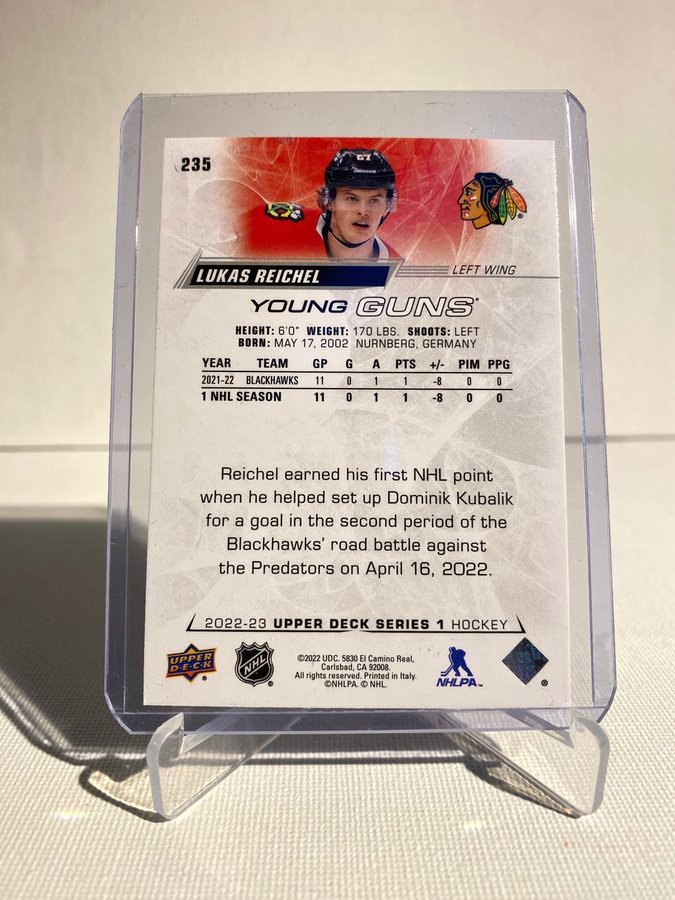 235
27
LUKAS REICHEL
LEFT WING
YOUNG GUNS®
HEIGHT: 6'0" WEIGHT: 170 LBS. SHOOTS: LEFT
BORN: MAY 17, 2002 NURNBERG, GERMANY
YEAR TEAM GP G A PTS +/- PIM PPG
2021-22 BLACKHAWKS 11 0 1 1 -8 0 0
1 NHL SEASON 11 0 1 1 -8 0 0
Reichel earned his first NHL point
when he helped set up Dominik Kubalik
for a goal in the second period of the
Blackhawks' road battle against
the Predators on April 16, 2022.
2022-23 UPPER DECK SERIES 1 HOCKEY
UPPER DECK
NHL
©2022 UDC. 5830 El Camino Real,
Carlsbad, CA 92008.
All rights reserved. Printed in Italy.
©NHLPA. © NHL.
NHLPA™